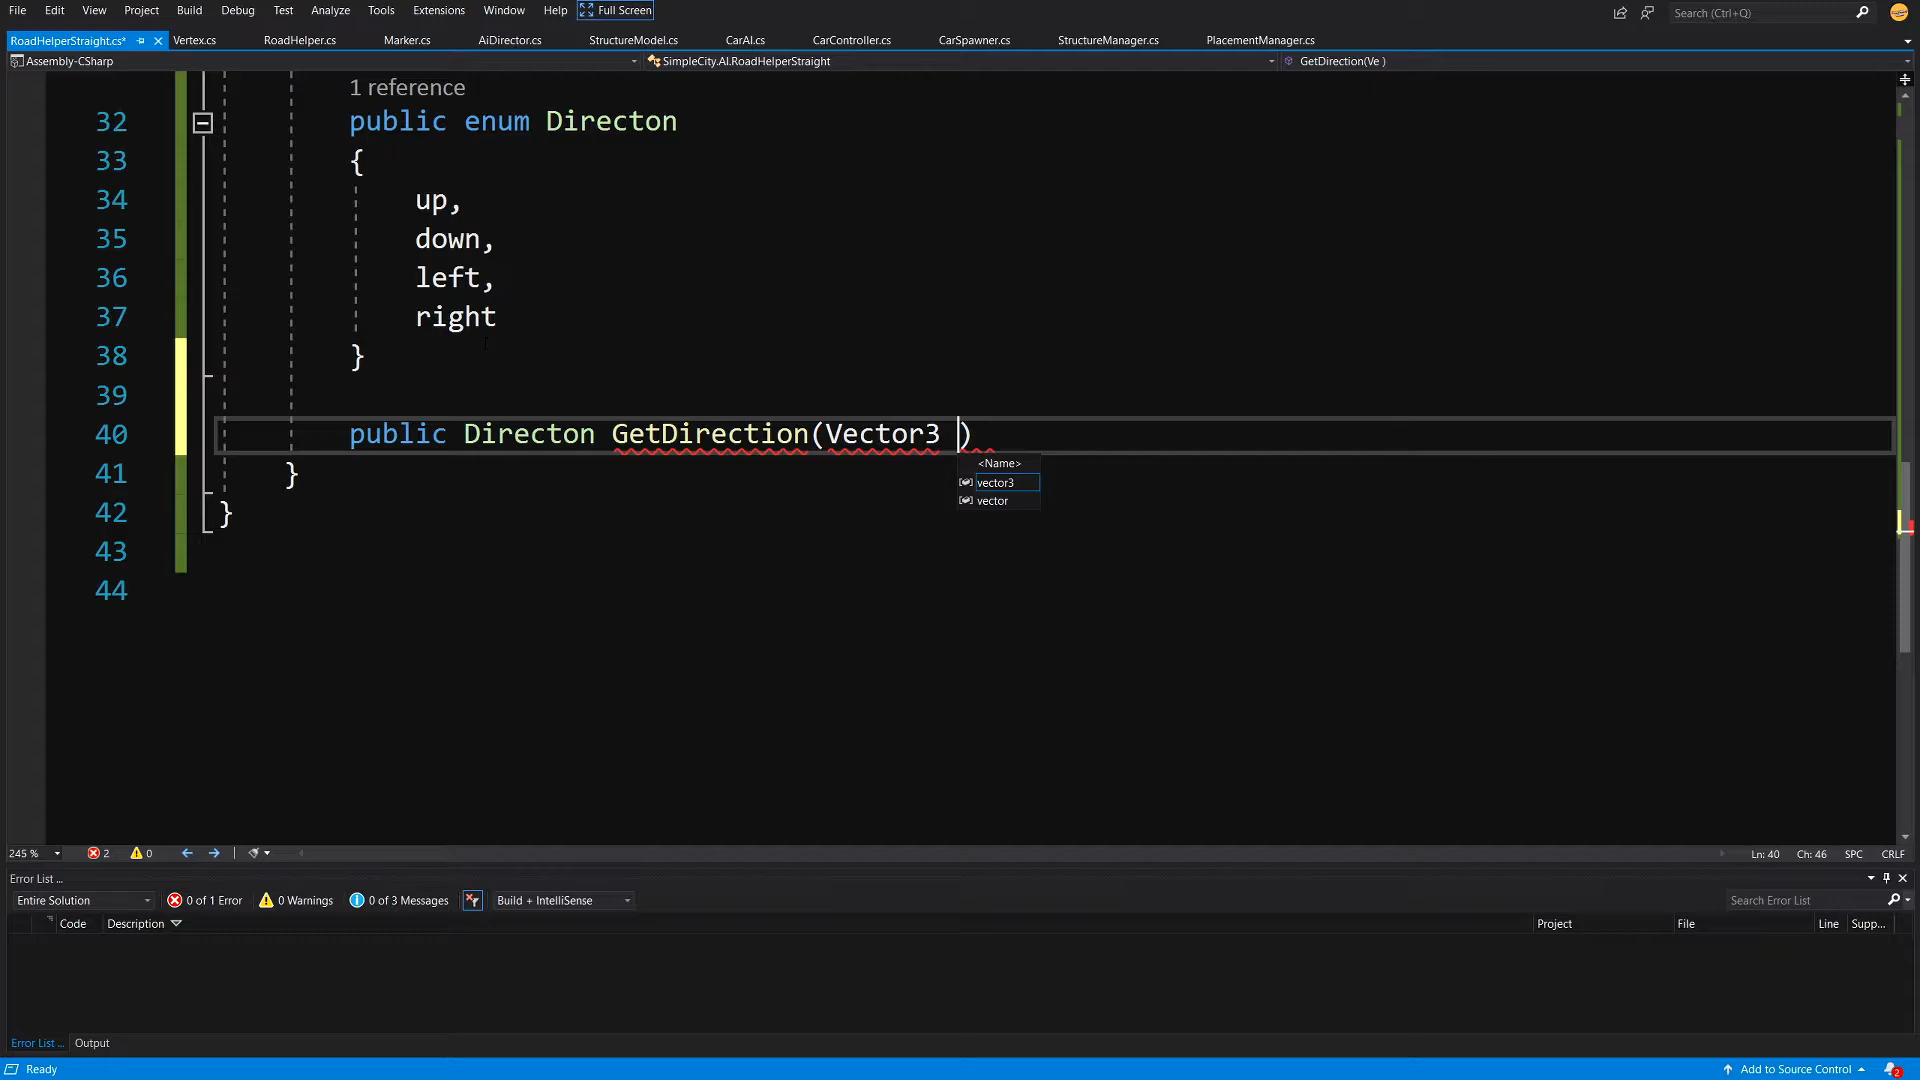 File Edit View Project Build Debug Test Analyze Tools Extensions Window Help Full Screen Search (Ctrl+Q)
RoadHelperStraight.cs* Vertex.cs RoadHelper.cs Marker.cs AiDirector.cs StructureModel.cs CarAI.cs CarController.cs CarSpawner.cs StructureManager.cs PlacementManager.cs
Assembly-CSharp SimpleCity.AI.RoadHelperStraight GetDirection(Ve )
1 reference
32 public enum Directon
33 {
34 up,
35 down,
36 left,
37 right
38 }
39
40 public Directon GetDirection(Vector3 )
<Name>
41 }
vector3
vector
42 }
43
44
245 % 2 0 Ln: 40 Ch: 46 SPC CRLF
Error List ...
Entire Solution 0 of 1 Error 0 Warnings 0 of 3 Messages Build + IntelliSense Search Error List
Code Description Project File Line Supp...
Error List ... Output
Ready Add to Source Control 2